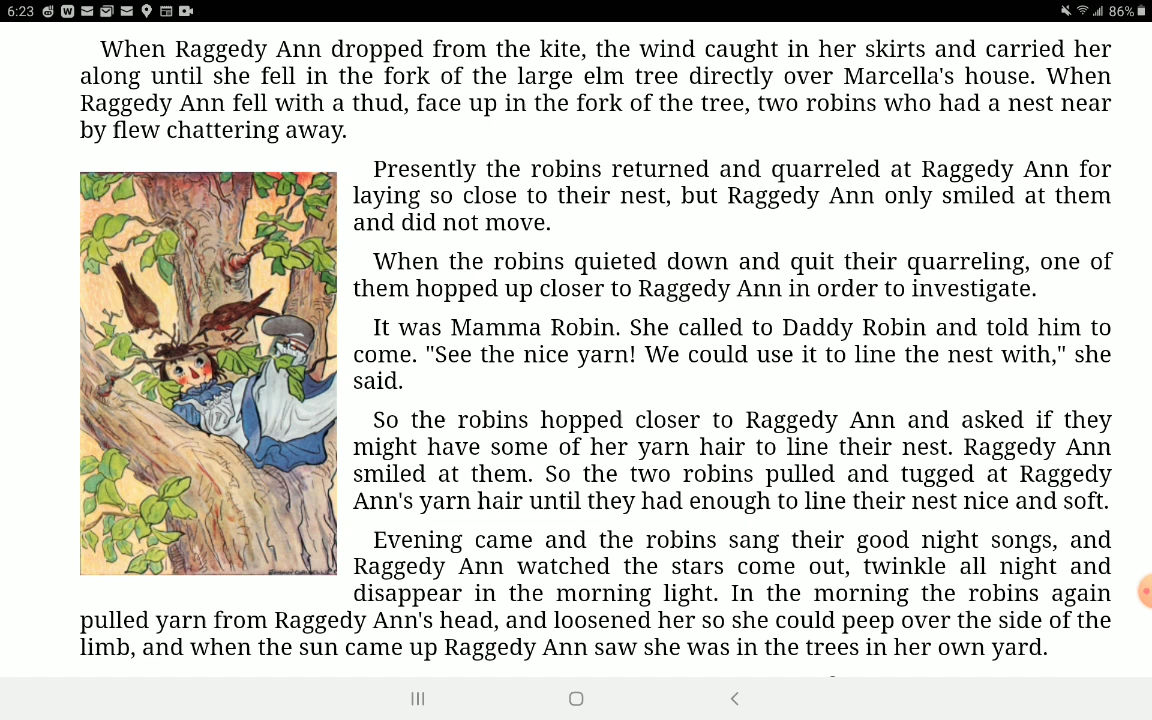 6:23
W
86%
When Raggedy Ann dropped from the kite, the wind caught in her skirts and carried her
along until she fell in the fork of the large elm tree directly over Marcella's house. When
Raggedy Ann fell with a thud, face up in the fork of the tree, two robins who had a nest near
by flew chattering away.
Presently the robins returned and quarreled at Raggedy Ann for
laying so close to their nest, but Raggedy Ann only smiled at them
and did not move.
When the robins quieted down and quit their quarreling, one of
them hopped up closer to Raggedy Ann in order to investigate.
It was Mamma Robin. She called to Daddy Robin and told him to
come. "See the nice yarn! We could use it to line the nest with," she
said.
So the robins hopped closer to Raggedy Ann and asked if they
might have some of her yarn hair to line their nest. Raggedy Ann
smiled at them. So the two robins pulled and tugged at Raggedy
Ann's yarn hair until they had enough to line their nest nice and soft.
Evening came and the robins sang their good night songs, and
Raggedy Ann watched the stars come out, twinkle all night and
disappear in the morning light. In the morning the robins again
pulled yarn from Raggedy Ann's head, and loosened her so she could peep over the side of the
limb, and when the sun came up Raggedy Ann saw she was in the trees in her own yard.